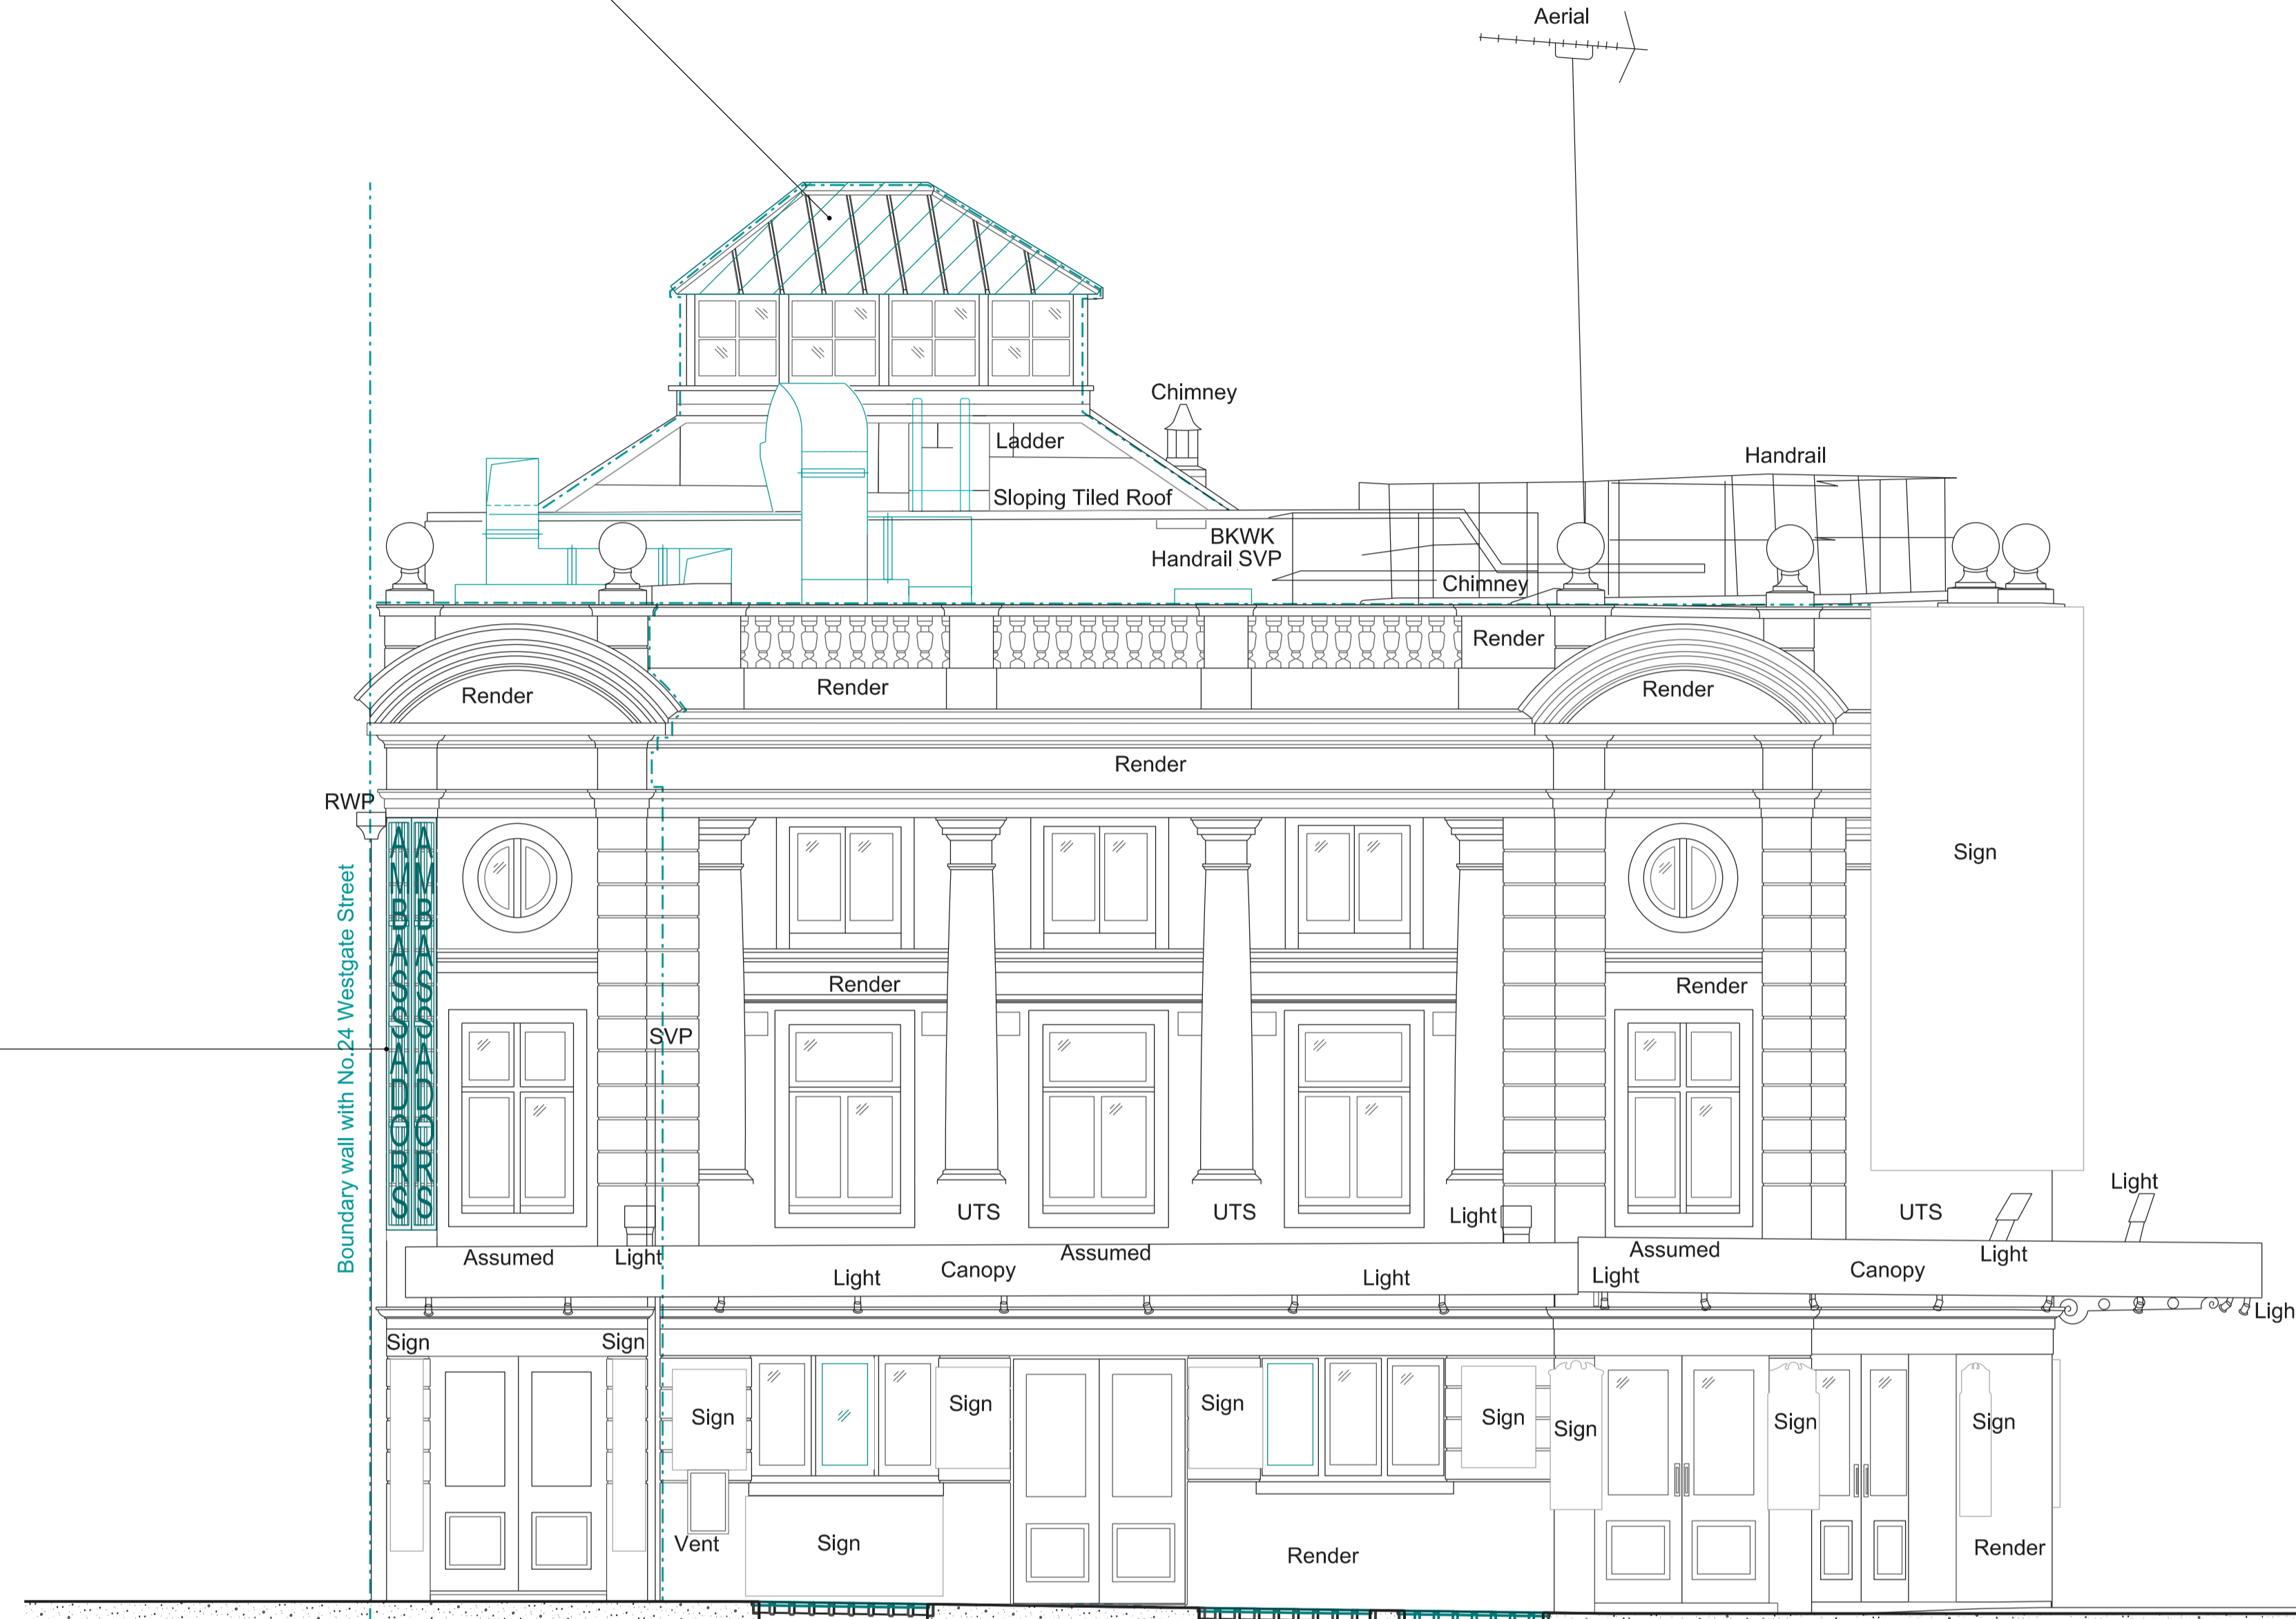 Aerial
Chimney
Ladder
Handrail
Sloping Tiled Roof
BKWK
Handrail SVP
Chimney
Render
Render
Render
Render
Render
RWP
AMBASSADORS
AMBASSADORS
Boundary wall with No.24 Westgate Street
Sign
Render
Render
SVP
UTS
UTS
Light
UTS
Light
Assumed
Light
Assumed
Light
Canopy
Light
Assumed
Light
Canopy
Light
Ligh
Sign
Sign
Sign
Sign
Sign
Sign
Sign
Sign
Sign
Vent
Sign
Render
Render